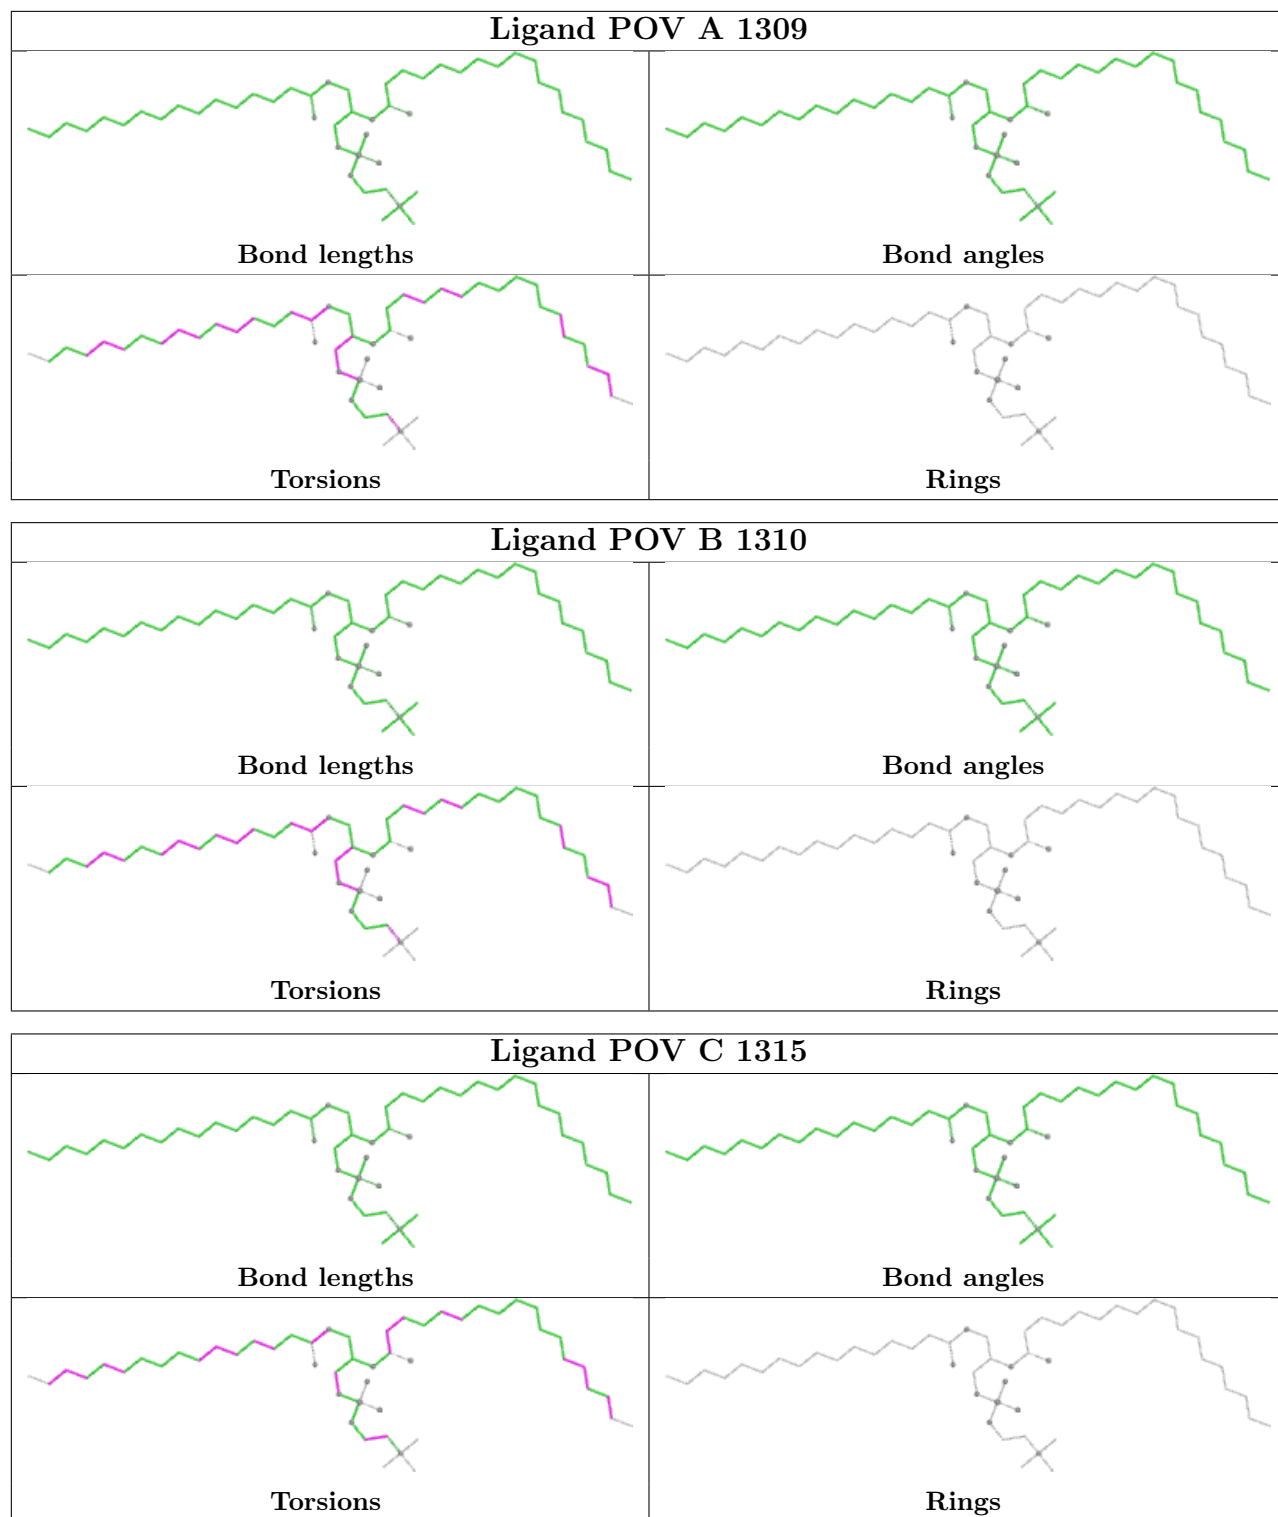 Ligand POV A 1309
Bond lengths
Bond angles
Torsions
Rings
Ligand POV B 1310
Bond lengths
Bond angles
Torsions
Rings
Ligand POV C 1315
Bond lengths
Bond angles
Torsions
Rings